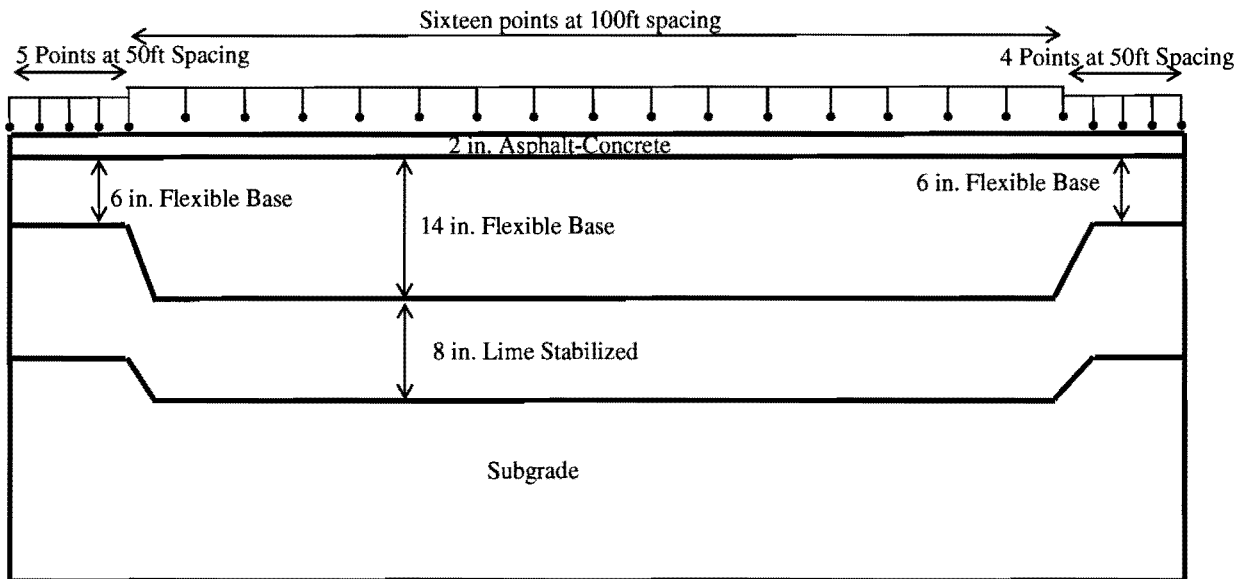 Sixteen points at 100ft spacing
5 Points at 50ft Spacing
4 Points at 50ft Spacing
2 in. Asphalt-Concrete
6 in. Flexible Base
6 in. Flexible Base
14 in. Flexible Base
8 in. Lime Stabilized
Subgrade